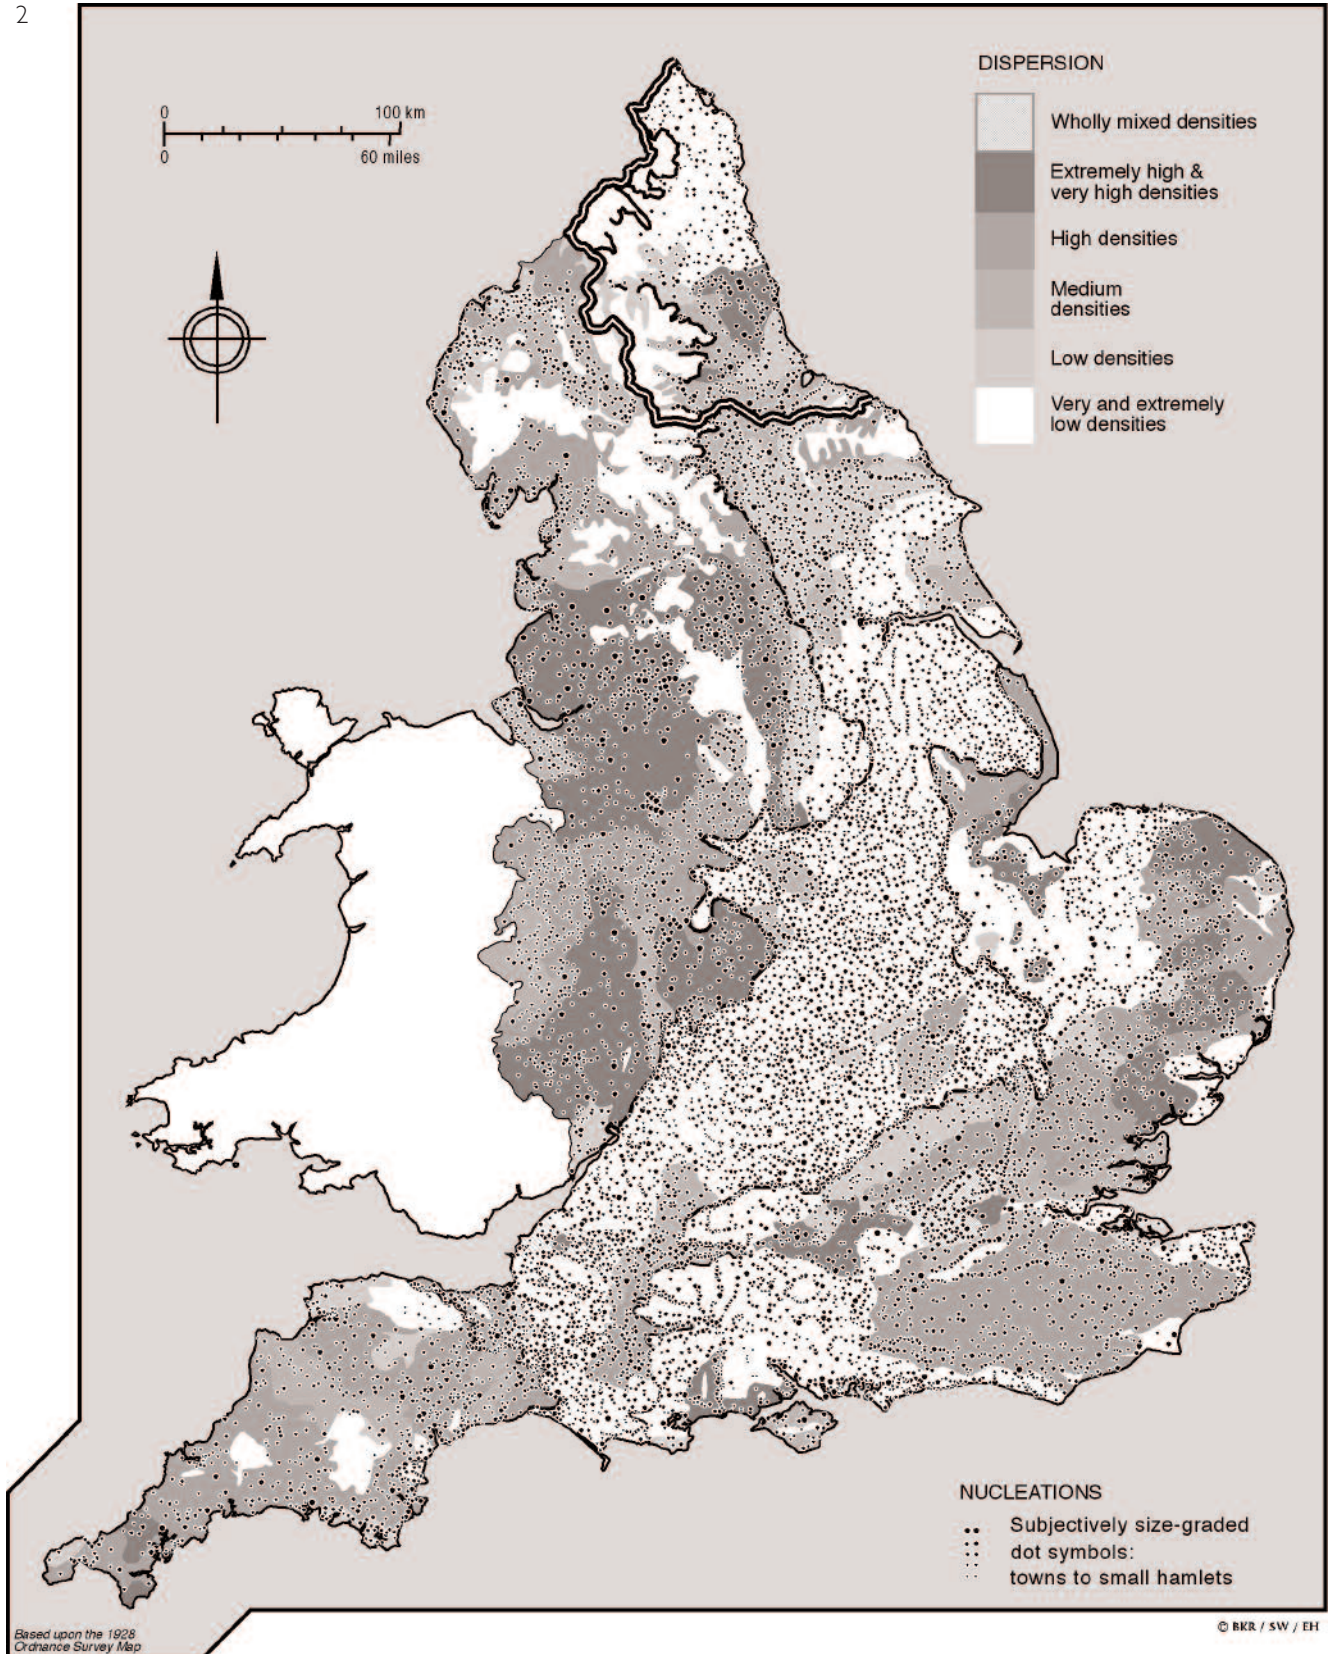 2
0 100 km
0 60 miles
DISPERSION
Wholly mixed densities
Extremely high &
very high densities
High densities
Medium
densities
Low densities
Very and extremely
low densities
NUCLEATIONS
Subjectively size-graded
dot symbols:
towns to small hamlets
Based upon the 1928
Ordnance Survey Map
© BKR / SW / EH